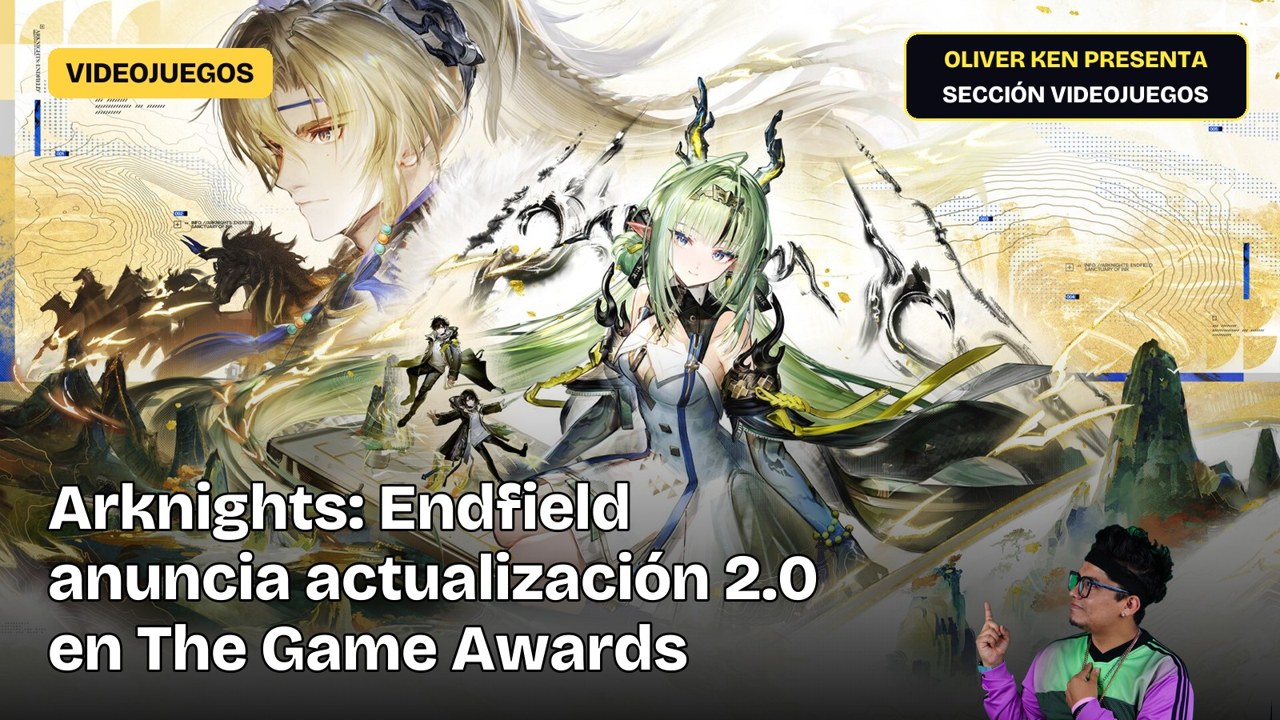 VIDEOJUEGOS
OLIVER KEN PRESENTA
SECCIÓN VIDEOJUEGOS
Arknights: Endfield
anuncia actualización 2.0
en The Game Awards